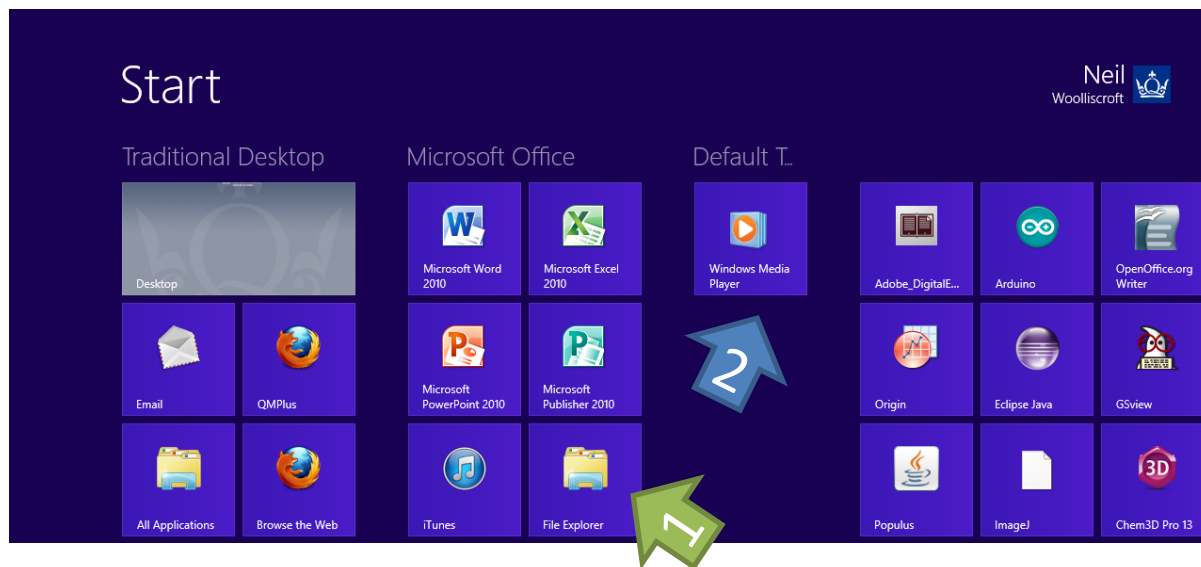 Start
Neil
Woolliscroft
Traditional Desktop
Microsoft Office
Default T...
Desktop
Microsoft Word
2010
Microsoft Excel
2010
Windows Media
Player
Adobe_DigitalE...
Arduino
OpenOffice.org
Writer
Email
QMPlus
Microsoft
PowerPoint 2010
Microsoft
Publisher 2010
2
Origin
Eclipse Java
GSview
All Applications
Browse the Web
iTunes
File Explorer
1
Populus
ImageJ
3D
Chem3D Pro 13